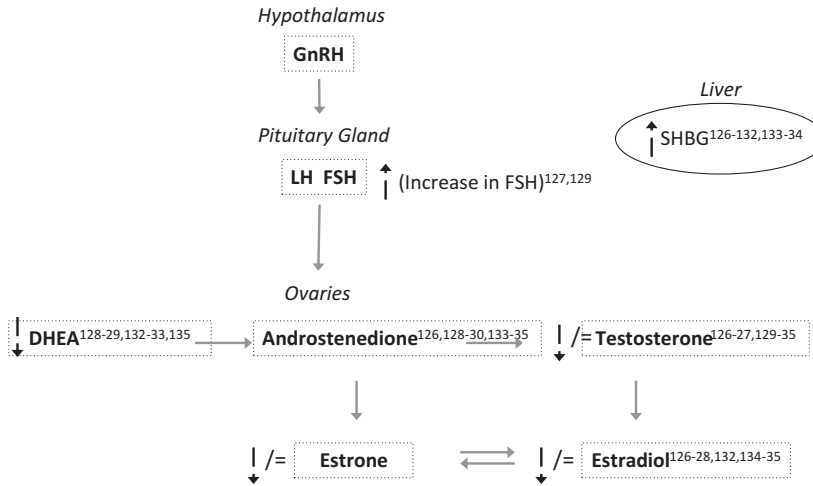 Hypothalamus
GnRH
Liver
SHBG126-132,133-34
Pituitary Gland
LH FSH (Increase in FSH)127,129
Ovaries
DHEA128-29,132-33,135 Androstenedione126,128-30,133-35 /= Testosterone126-27,129-35
/= Estrone /= Estradiol126-28,132,134-35